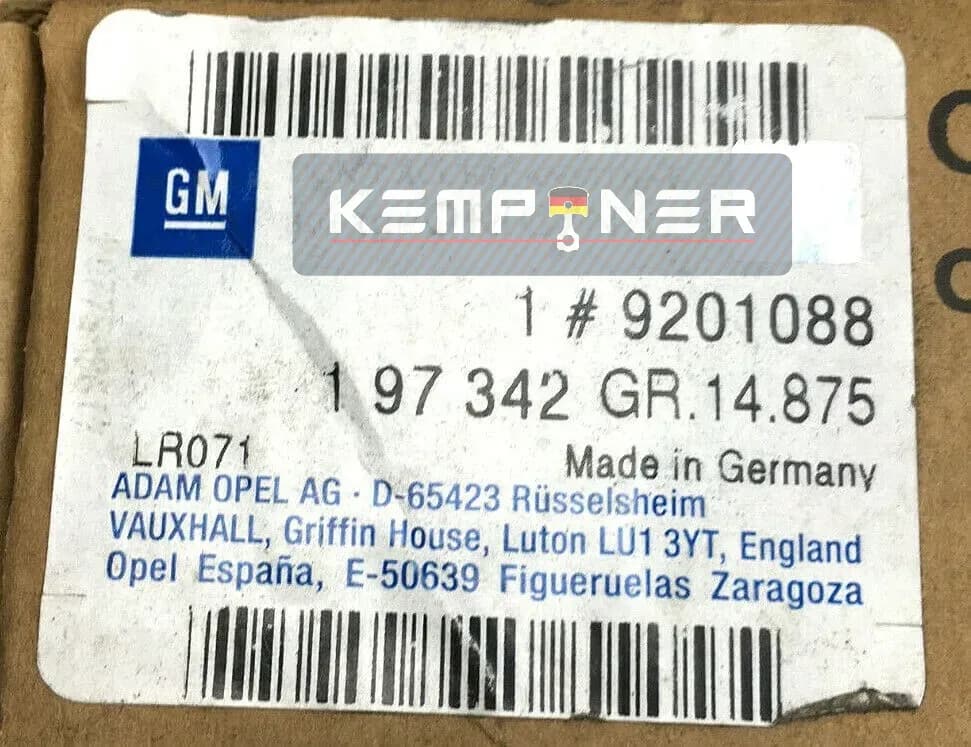 GM
KEMPTNER
1 # 9201088
1 97 342 GR.14.875
LR071
Made in Germany
ADAM OPEL AG · D-65423 Rüsselsheim
VAUXHALL, Griffin House, Luton LU1 3YT, England
Opel España, E-50639 Figueruelas Zaragoza